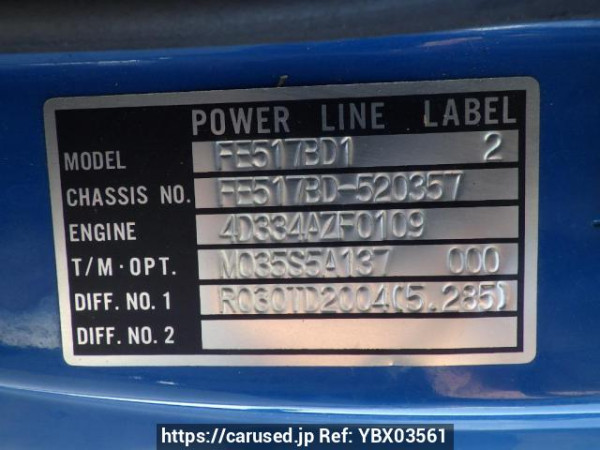 POWER LINE LABEL
MODEL FE517BD1 2
CHASSIS NO. FE517BD-520357
ENGINE 4D334AZF0109
T/M·OPT. M035S5A137 000
DIFF. NO. 1 R030TD2004(5.285)
DIFF. NO. 2
https://carused.jp Ref: YBX03561